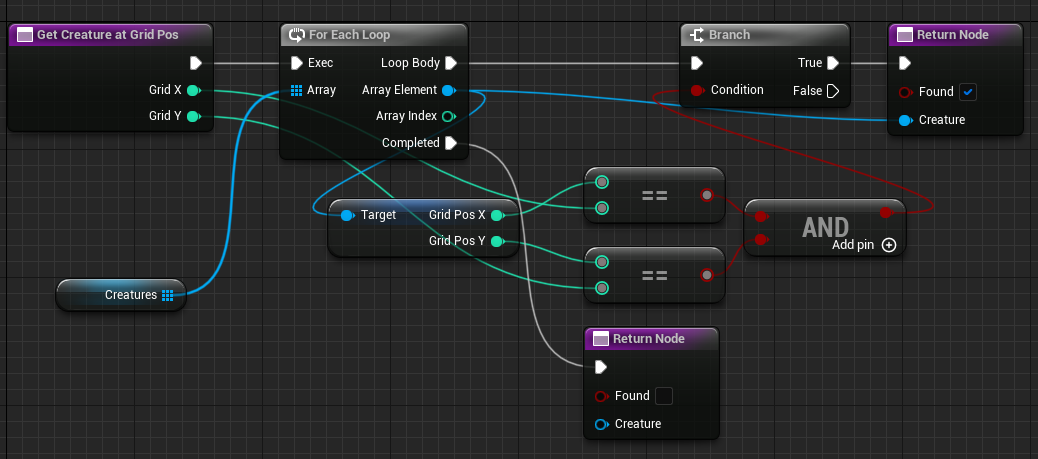 Get Creature at Grid Pos
Grid X
Grid Y
For Each Loop
Exec
Loop Body
Array
Array Element
Array Index
Completed
Branch
True
Condition
False
Return Node
Found
Creature
Target
Grid Pos X
Grid Pos Y
==
==
AND
Add pin
Creatures
Return Node
Found
Creature